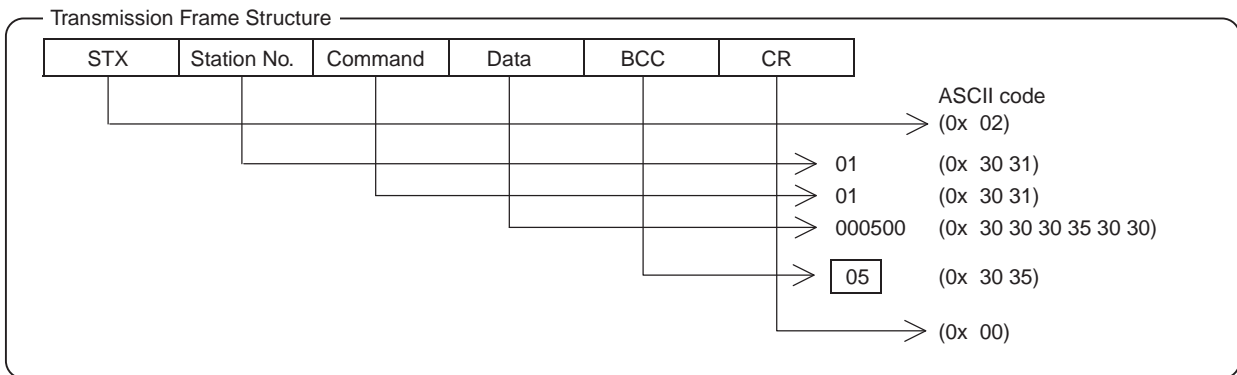 Transmission Frame Structure
STX Station No. Command Data BCC CR
ASCII code
(0x 02)
01 (0x 30 31)
01 (0x 30 31)
000500 (0x 30 30 30 35 30 30)
05 (0x 30 35)
(0x 00)